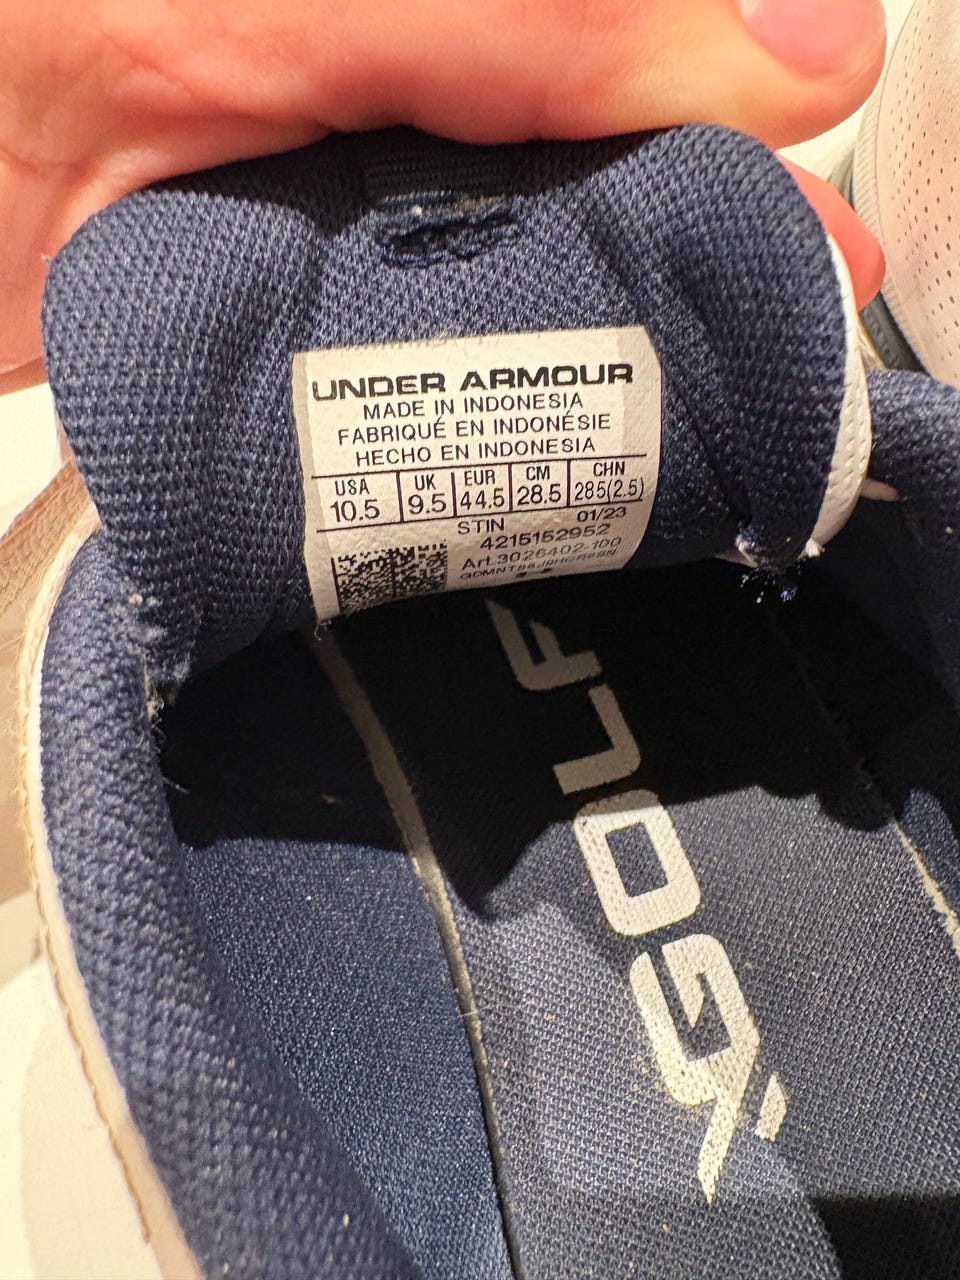 UNDER ARMOUR
MADE IN INDONESIA
FABRIQUÉ EN INDONÉSIE
HECHO EN INDONESIA
USA UK EUR CM CHN
10.5 9.5 44.5 28.5 285(2.5)
STIN 01/23
4215152952
Art.3026402-100
GOLF